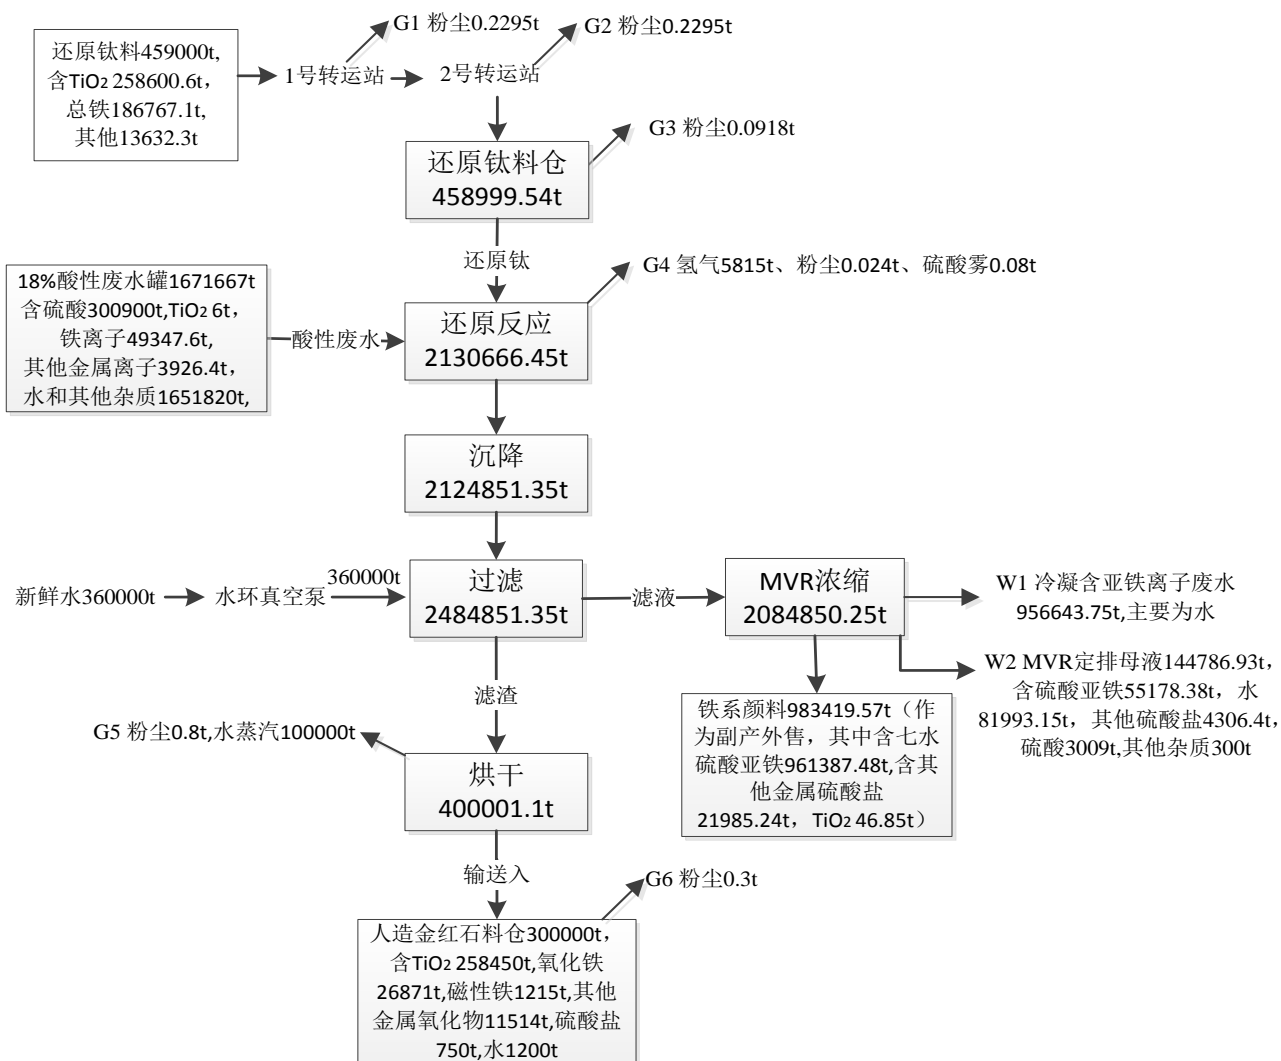 G1 粉尘0.2295t
G2 粉尘0.2295t
还原钛料459000t,
含TiO2 258600.6t，
总铁186767.1t,
其他13632.3t
1号转运站
2号转运站
G3 粉尘0.0918t
还原钛料仓
458999.54t
还原钛
G4 氢气5815t、粉尘0.024t、硫酸雾0.08t
18%酸性废水罐1671667t
含硫酸300900t,TiO2 6t，
铁离子49347.6t,
其他金属离子3926.4t，
水和其他杂质1651820t,
酸性废水
还原反应
2130666.45t
沉降
2124851.35t
新鲜水360000t
水环真空泵
360000t
过滤
2484851.35t
滤液
MVR浓缩
2084850.25t
W1 冷凝含亚铁离子废水
956643.75t,主要为水
W2 MVR定排母液144786.93t，
含硫酸亚铁55178.38t，水
81993.15t，其他硫酸盐4306.4t,
硫酸3009t,其他杂质300t
滤渣
铁系颜料983419.57t（作
为副产外售，其中含七水
硫酸亚铁961387.48t,含其
他金属硫酸盐
21985.24t，TiO2 46.85t）
G5 粉尘0.8t,水蒸汽100000t
烘干
400001.1t
输送入
G6 粉尘0.3t
人造金红石料仓300000t，
含TiO2 258450t,氧化铁
26871t,磁性铁1215t,其他
金属氧化物11514t,硫酸盐
750t,水1200t